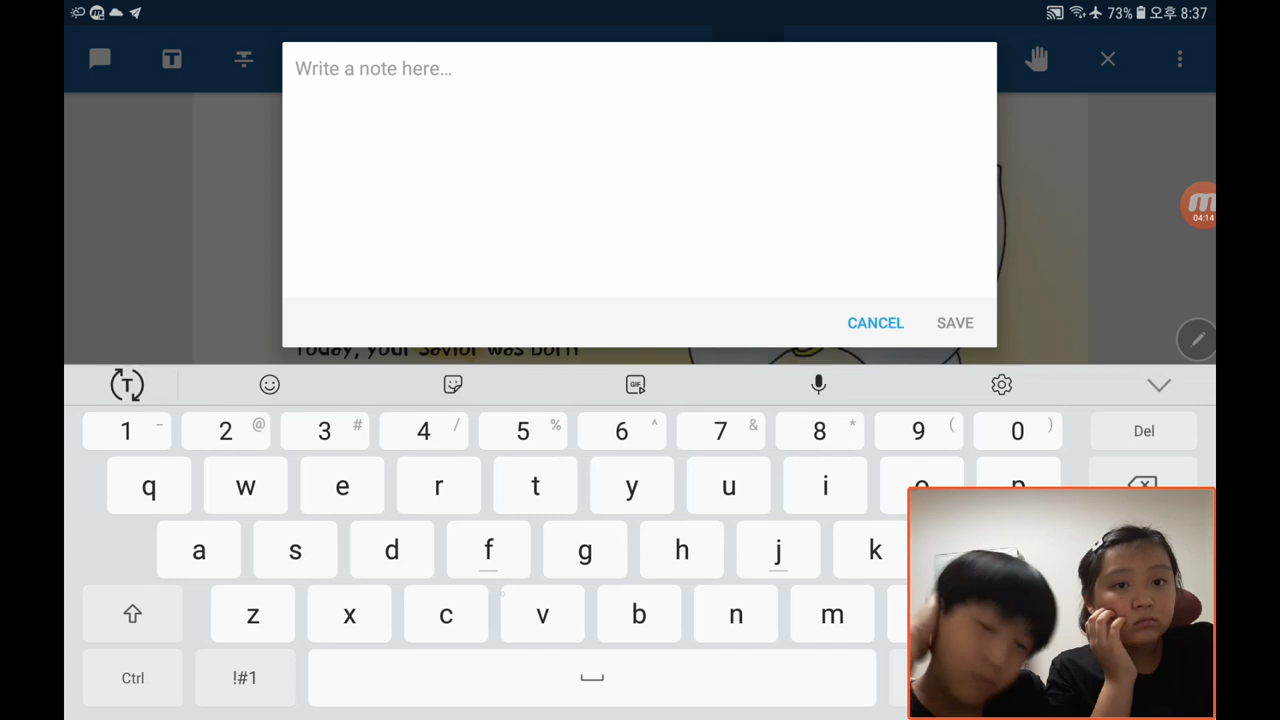 73% 오후 8:37
T
Write a note here...
04:14
CANCEL SAVE
Today, your Savior was born
T GIF
1 - 2 @ 3 # 4 / 5 % 6 ^ 7 & 8 * 9 ( 0 ) Del
q w e r t y u i o p
a s d f g h j k
z x c v b n m
Ctrl !#1